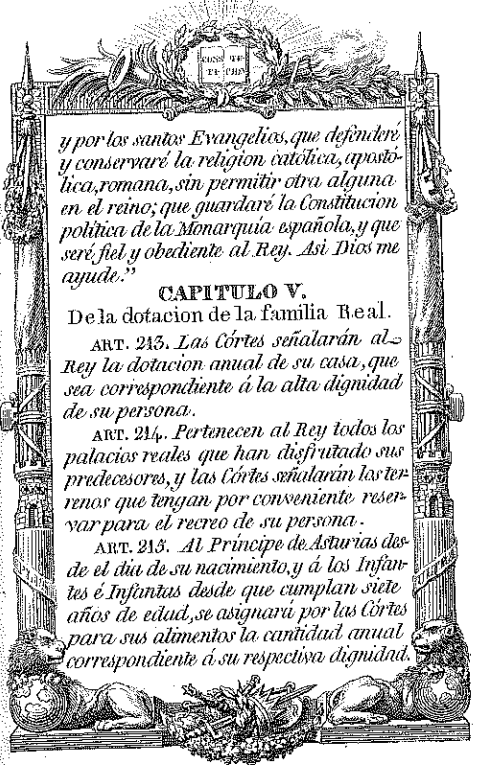 CONS TI-
TU- CION
y por los santos Evangelios, que defenderé
y conservaré la religion católica, apostó-
lica, romana, sin permitir otra alguna
en el reino; que guardaré la Constitucion
política de la Monarquía española, y que
seré fiel y obediente al Rey. Asi Dios me
ayude."
CAPITULO V.
De la dotacion de la familia Real.
ART. 213. Las Córtes señalarán al
Rey la dotacion anual de su casa, que
sea correspondiente á la alta dignidad
de su persona.
ART. 214. Pertenecen al Rey todos los
palacios reales que han disfrutado sus
predecesores, y las Córtes señalarán los ter-
renos que tengan por conveniente reser-
var para el recreo de su persona.
ART. 215. Al Príncipe de Asturias des-
de el dia de su nacimiento, y á los Infan-
tes é Infantas desde que cumplan siete
años de edad, se asignará por las Córtes
para sus alimentos la cantidad anual
correspondiente á su respectiva dignidad.